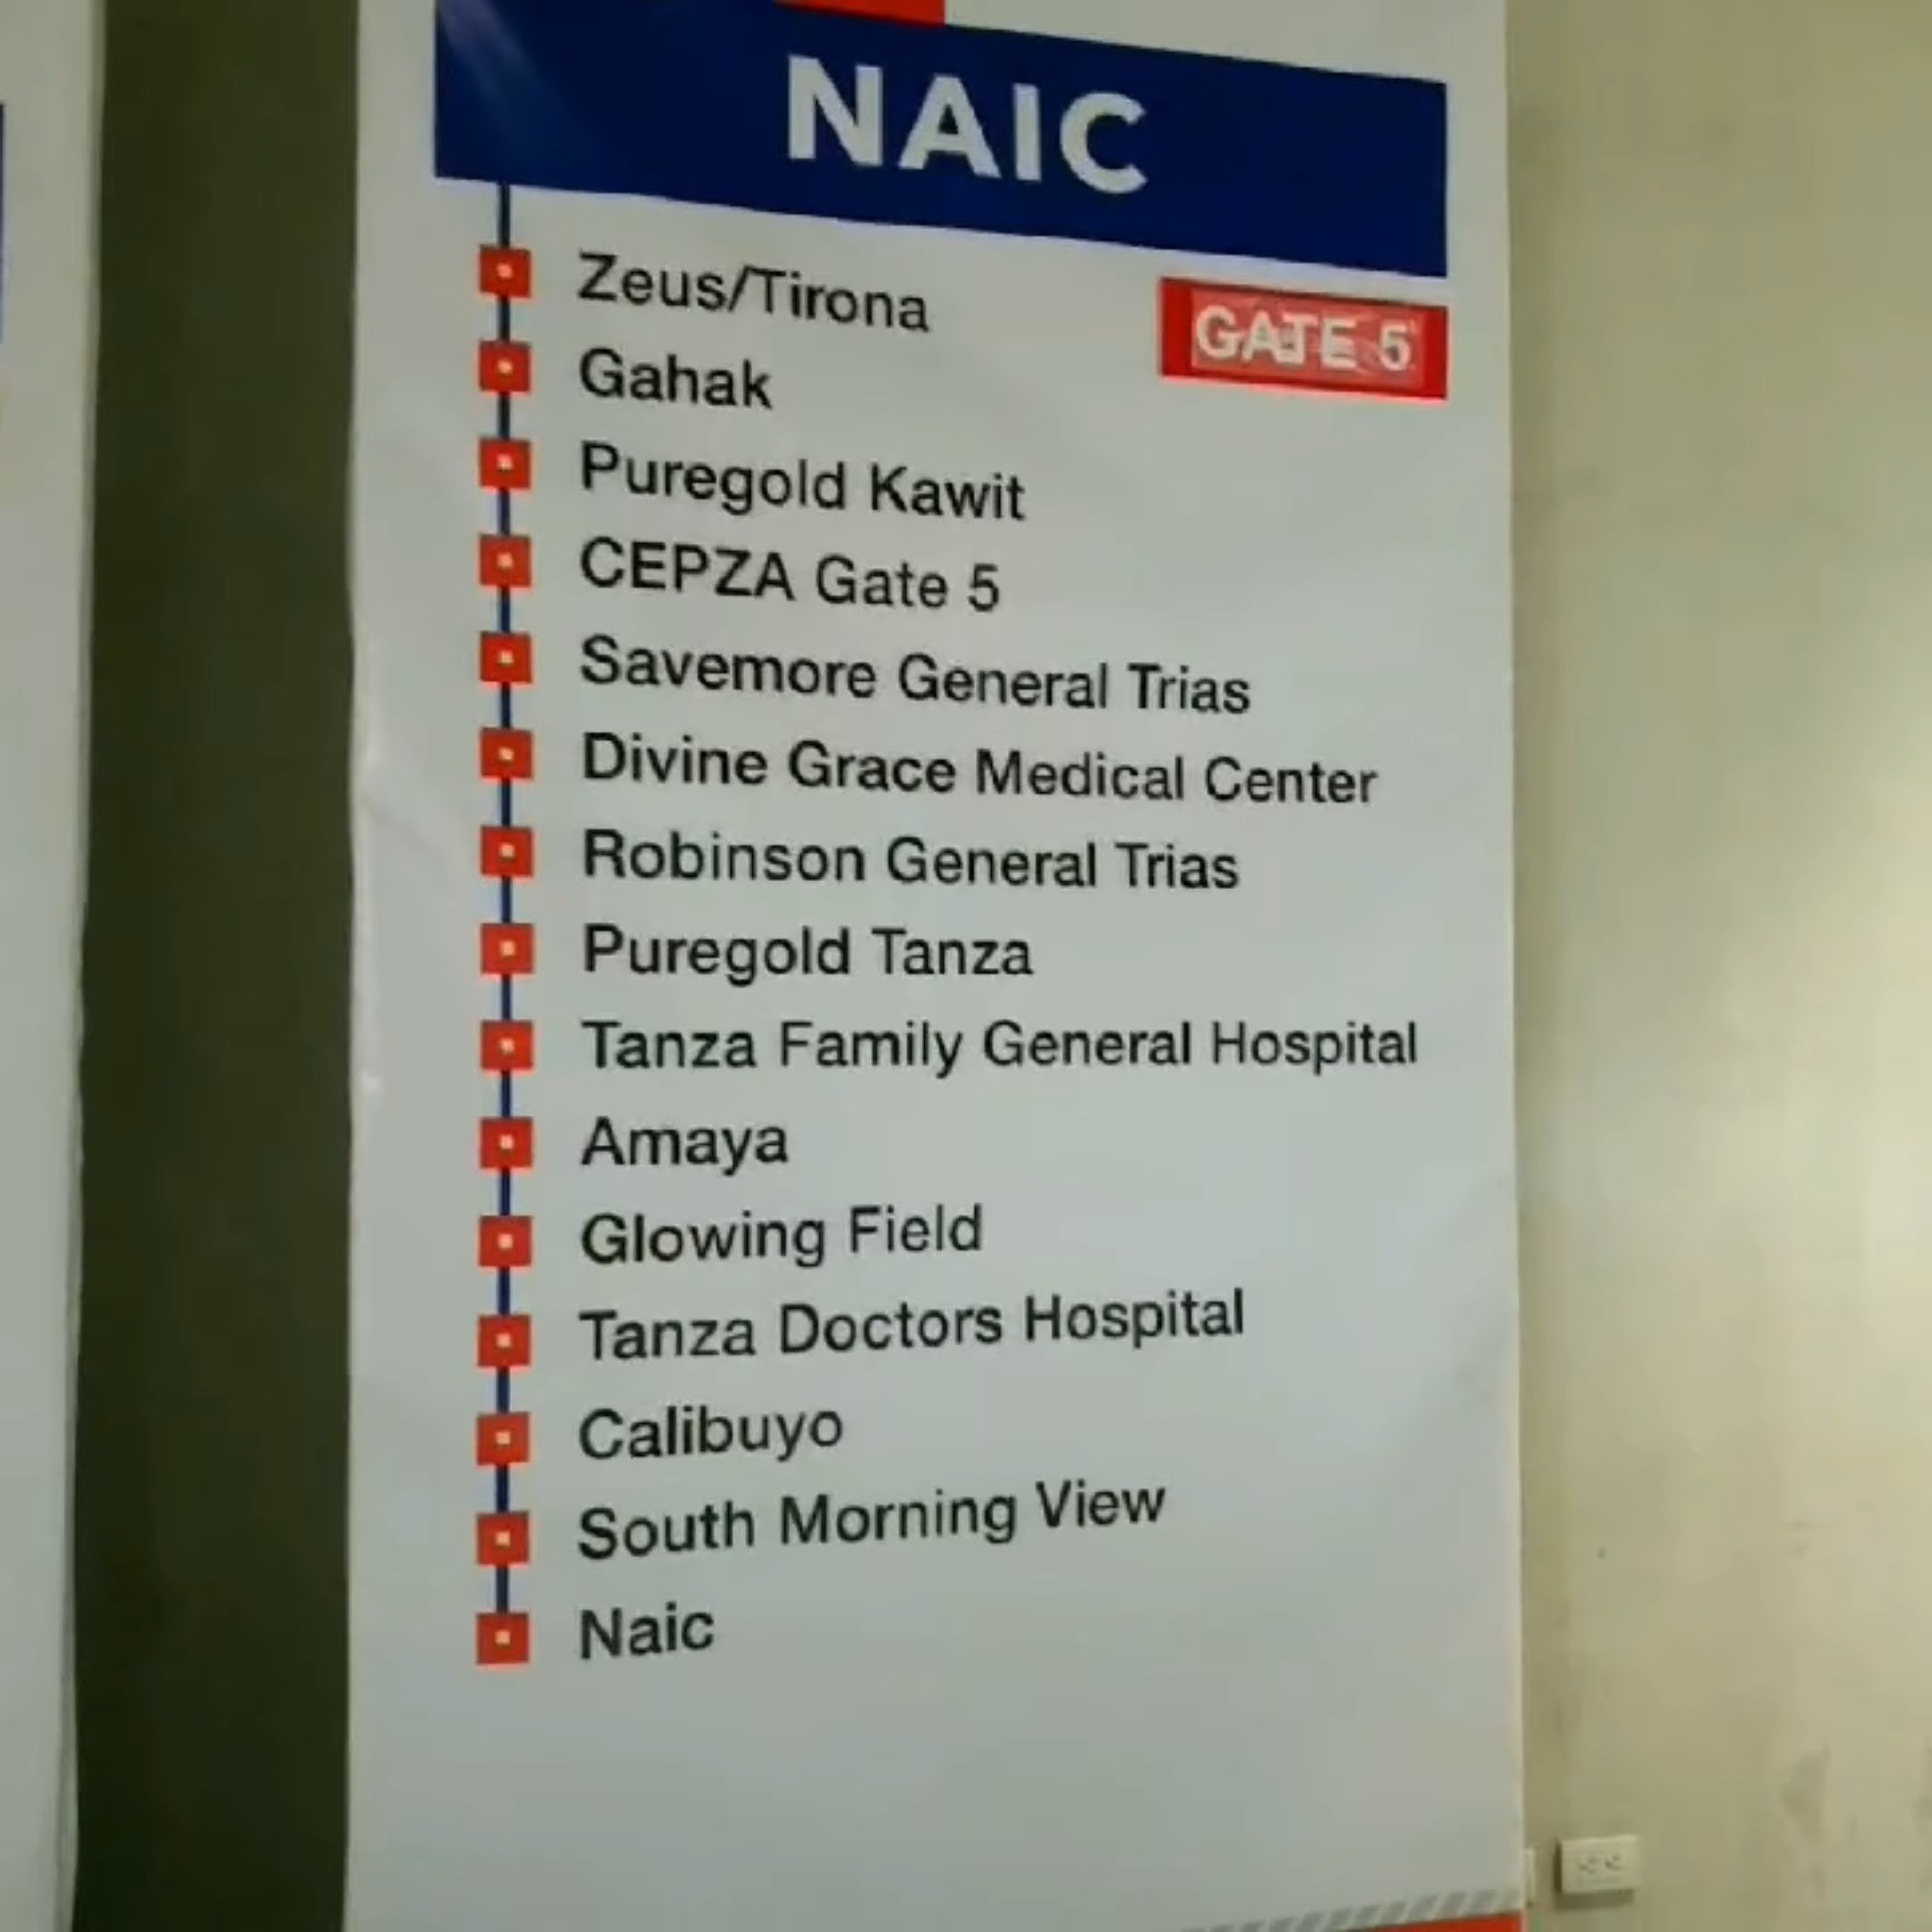 NAIC
Zeus/Tirona
GATE 5
Gahak
Puregold Kawit
CEPZA Gate 5
Savemore General Trias
Divine Grace Medical Center
Robinson General Trias
Puregold Tanza
Tanza Family General Hospital
Amaya
Glowing Field
Tanza Doctors Hospital
Calibuyo
South Morning View
Naic